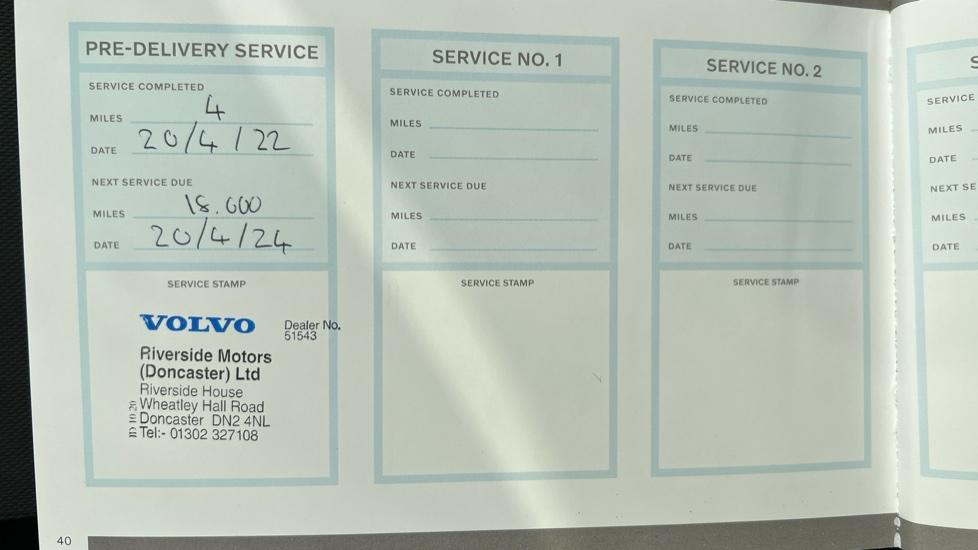 PRE-DELIVERY SERVICE
SERVICE COMPLETED
MILES 4
DATE 20/4/22
NEXT SERVICE DUE
MILES 18.000
DATE 20/4/24
SERVICE STAMP
VOLVO
Dealer No.
51543
Riverside Motors
(Doncaster) Ltd
Riverside House
Wheatley Hall Road
Doncaster DN2 4NL
Tel:- 01302 327108
SERVICE NO. 1
SERVICE COMPLETED
MILES
DATE
NEXT SERVICE DUE
MILES
DATE
SERVICE STAMP
SERVICE NO. 2
SERVICE COMPLETED
MILES
DATE
NEXT SERVICE DUE
MILES
DATE
SERVICE STAMP
S
SERVICE
MILES
DATE
NEXT SE
MILES
DATE
40